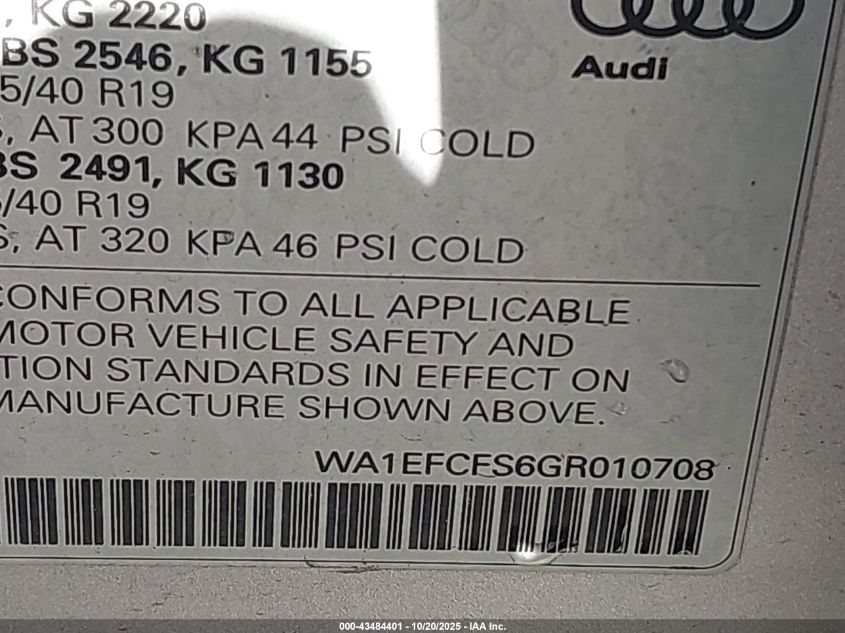 , KG 2220
BS 2546, KG 1155
5/40 R19
S, AT 300 KPA 44 PSI COLD
BS 2491, KG 1130
/40 R19
S, AT 320 KPA 46 PSI COLD
Audi
CONFORMS TO ALL APPLICABLE
MOTOR VEHICLE SAFETY AND
TION STANDARDS IN EFFECT ON
MANUFACTURE SHOWN ABOVE.
WA1EFCFS6GR010708
000-43484401 - 10/20/2025 - IAA Inc.